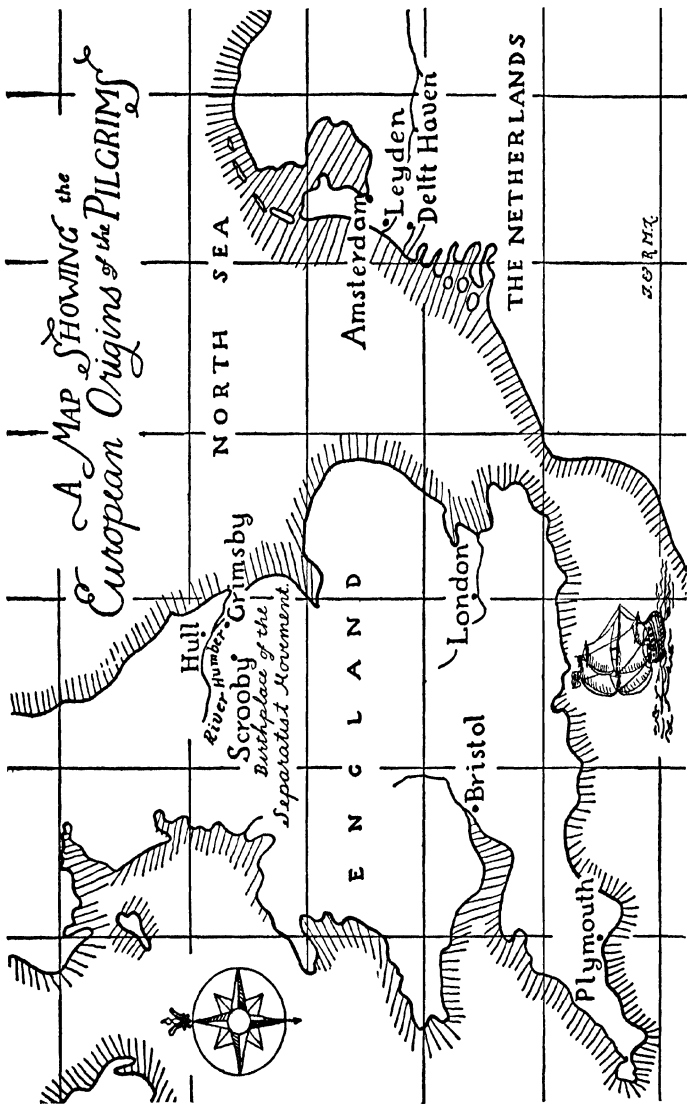 A MAP SHOWING the
European Origins of the PILGRIMS
NORTH SEA
Hull
River Humber
Grimsby
Scrooby
Birthplace of the
Separatist Movement.
ENGLAND
Amsterdam
Leyden
Delft Haven
THE NETHERLANDS
London
Bristol
Plymouth